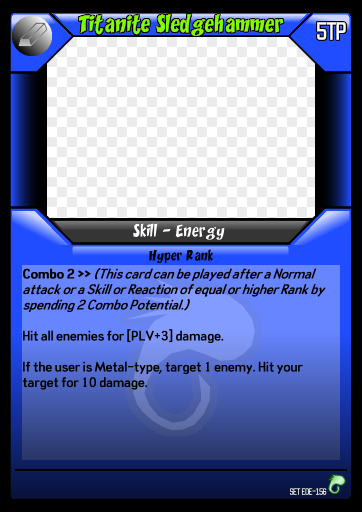 Titanite Sledgehammer
5TP
Skill - Energy
Hyper Rank
Combo 2 >> (This card can be played after a Normal
attack or a Skill or Reaction of equal or higher Rank by
spending 2 Combo Potential.)
Hit all enemies for [PLV+3] damage.
If the user is Metal-type, target 1 enemy. Hit your
target for 10 damage.
SET EDE-156